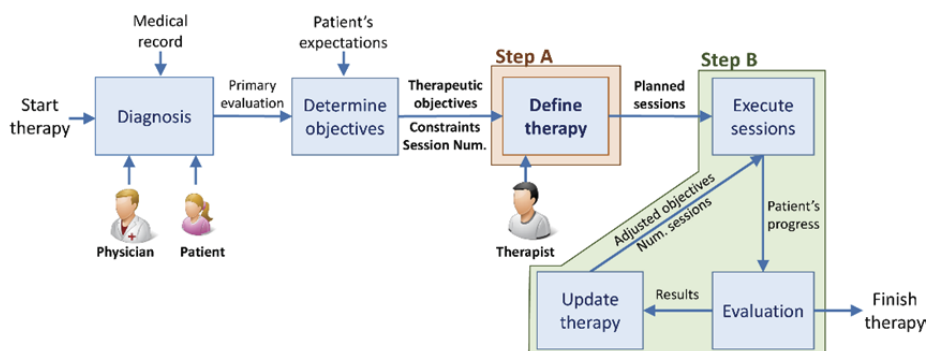 Medical
record
Patient's
expectations
Step A
Step B
Start
therapy
Diagnosis
Primary
evaluation
Determine
objectives
Therapeutic
objectives
Constraints
Session Num.
Define
therapy
Planned
sessions
Execute
sessions
Physician
Patient
Therapist
Adjusted objectives
Num. sessions
Patient's
progress
Update
therapy
Results
Evaluation
Finish
therapy